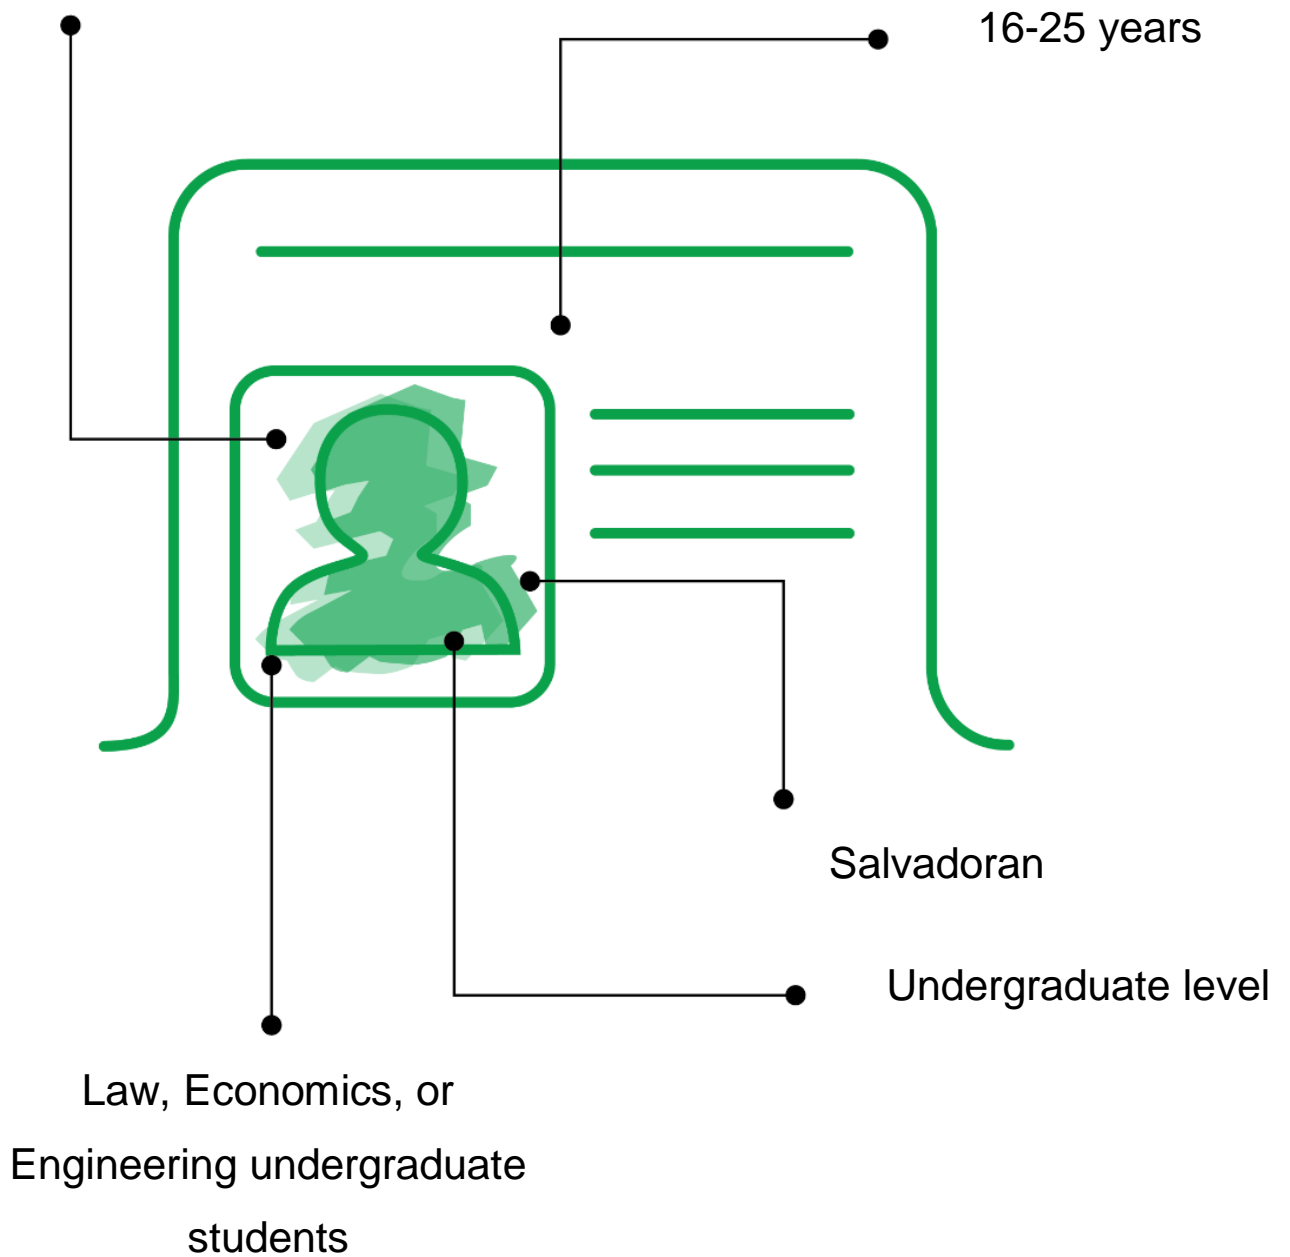 16-25 years
Salvadoran
Undergraduate level
Law, Economics, or
Engineering undergraduate
students